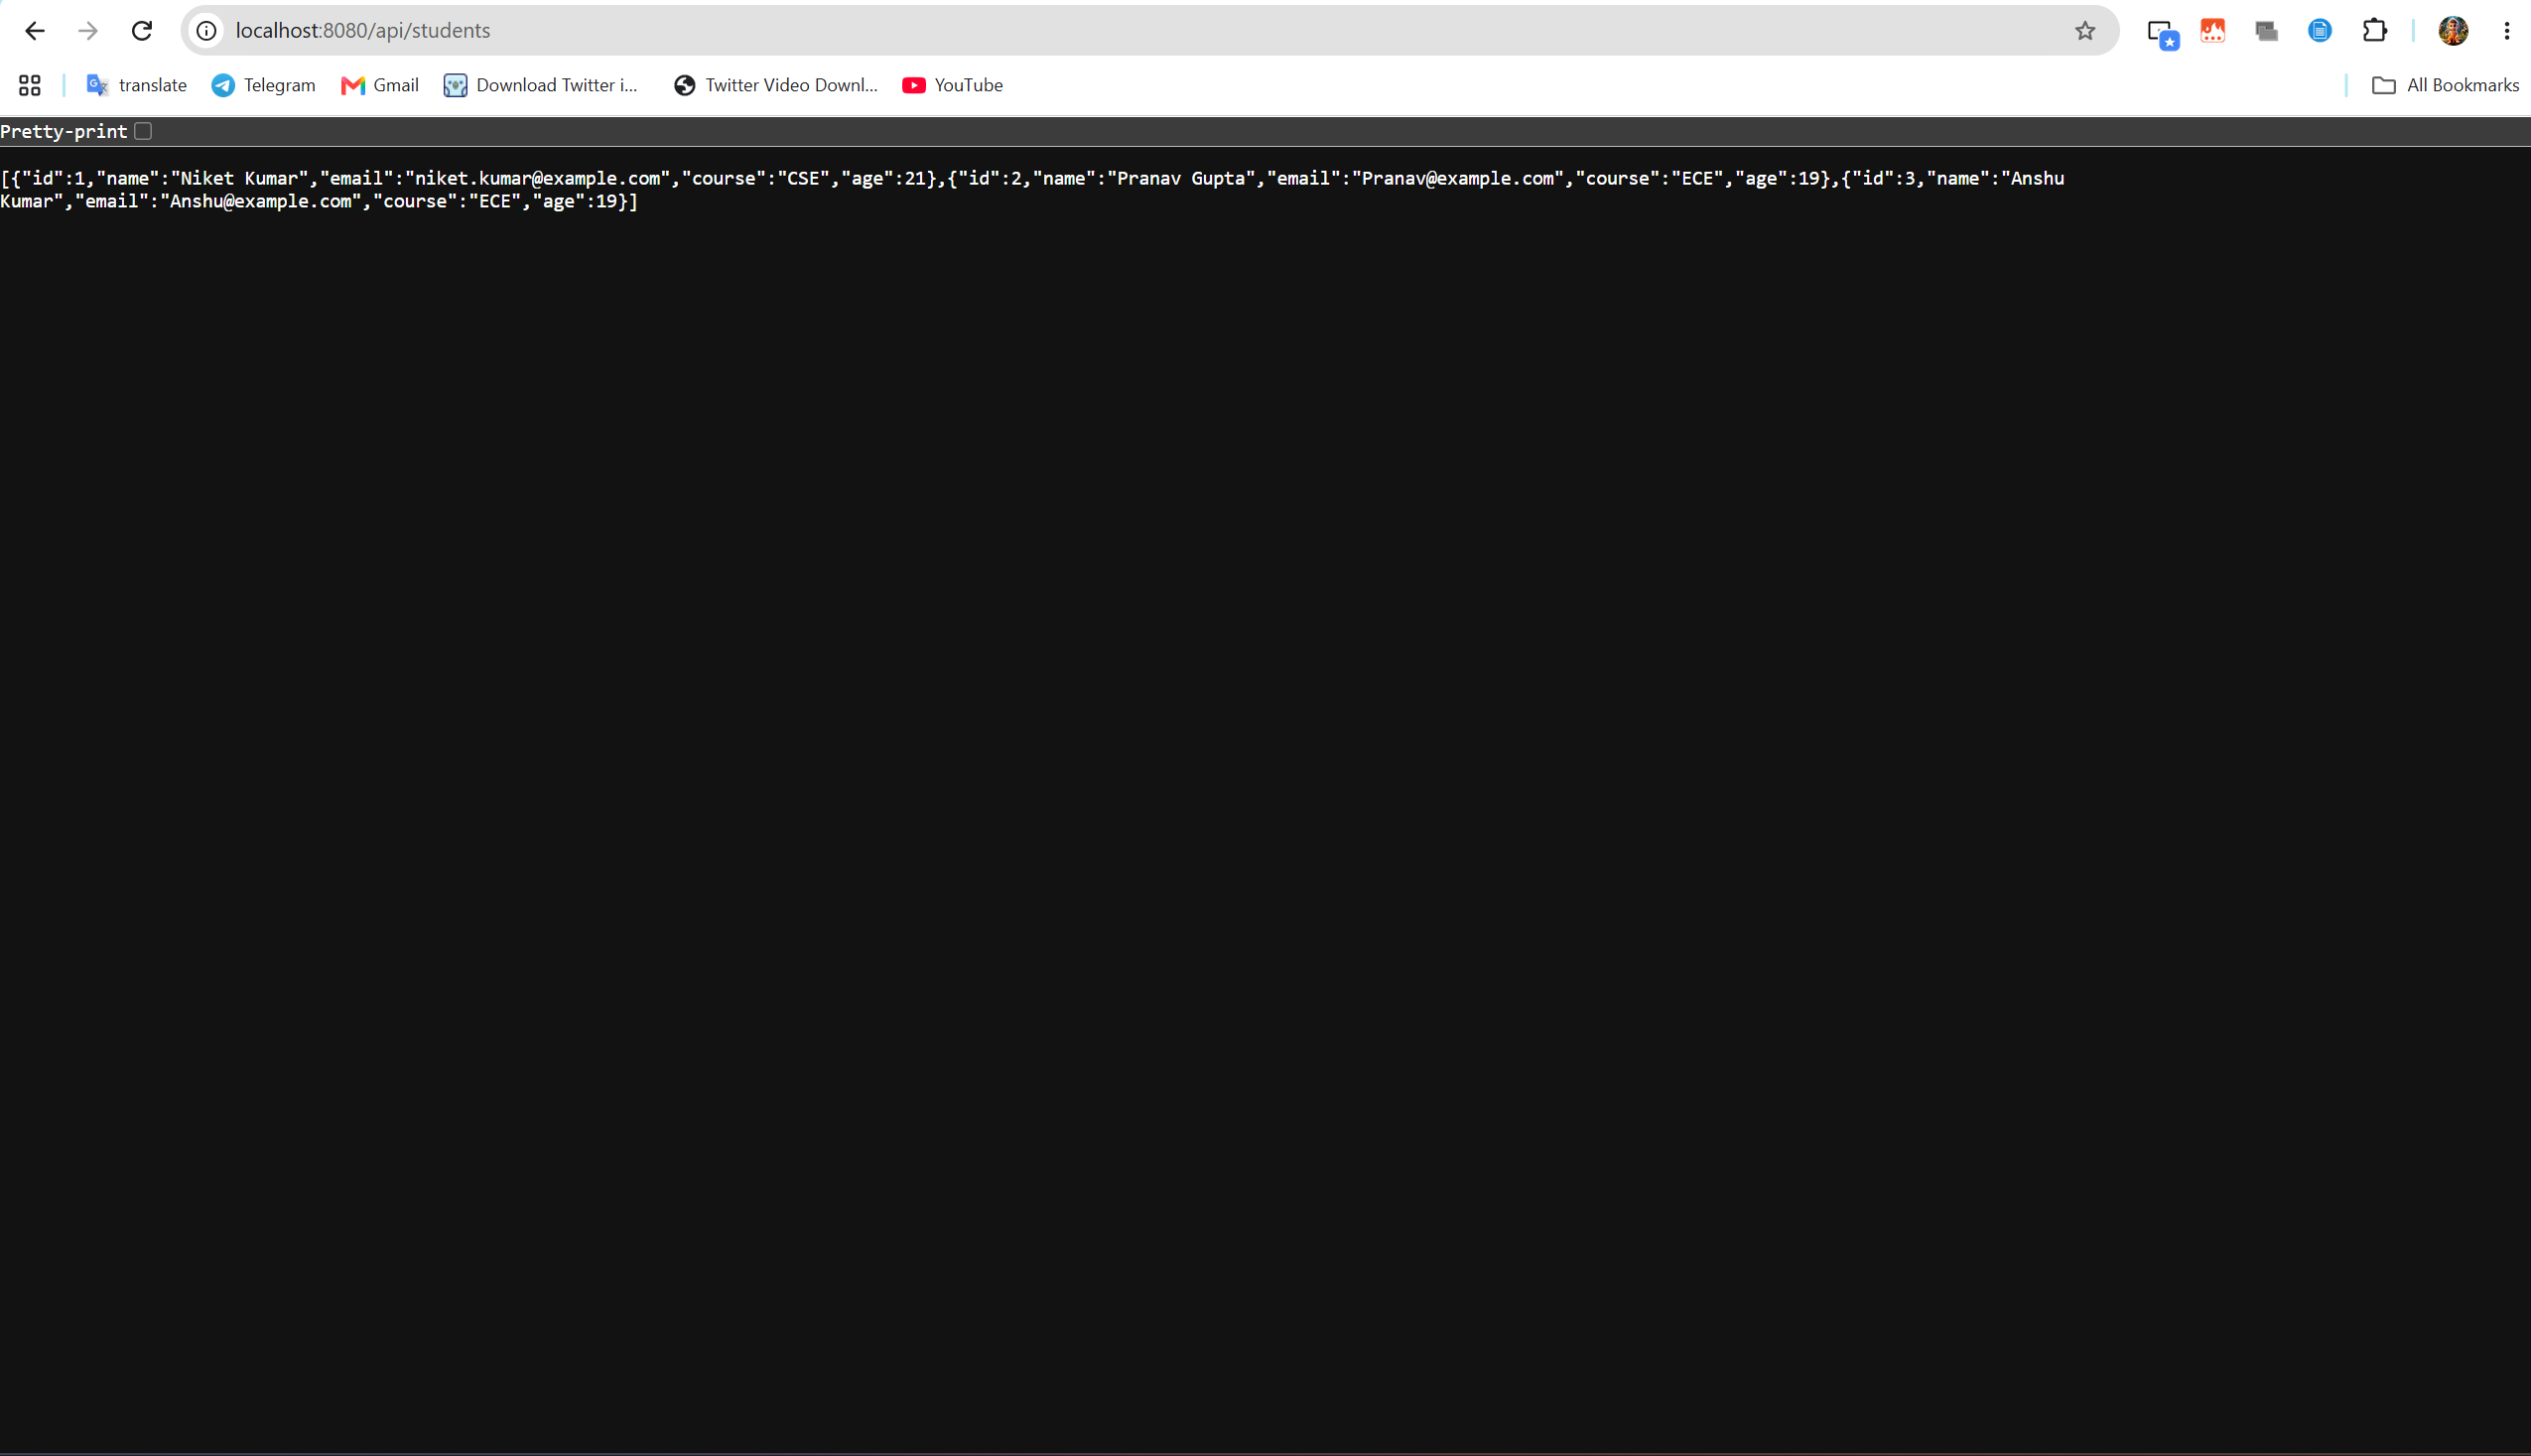 localhost:8080/api/students
translate Telegram Gmail Download Twitter i... Twitter Video Downl... YouTube All Bookmarks
Pretty-print
[{"id":1,"name":"Niket Kumar","email":"niket.kumar@example.com","course":"CSE","age":21},{"id":2,"name":"Pranav Gupta","email":"Pranav@example.com","course":"ECE","age":19},{"id":3,"name":"Anshu
Kumar","email":"Anshu@example.com","course":"ECE","age":19}]